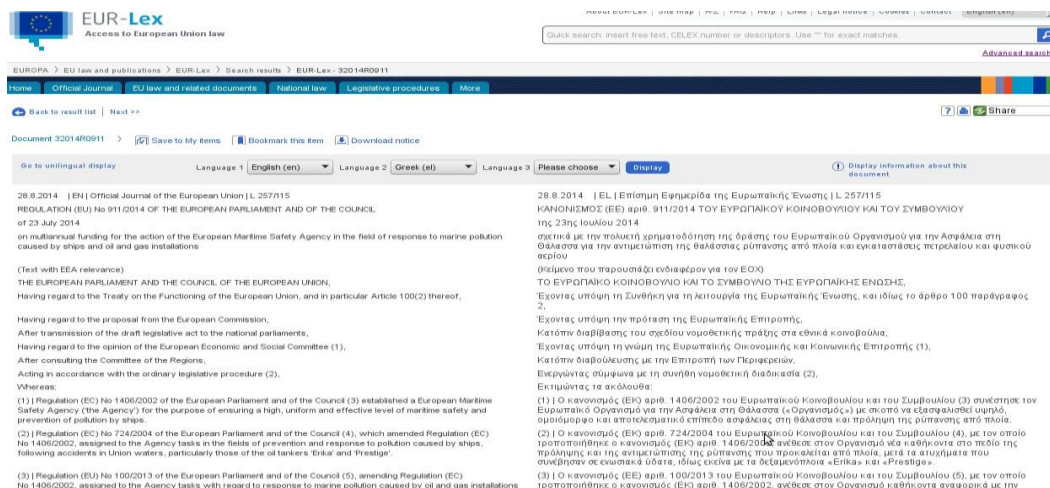 EUR-Lex
Access to European Union law
About EUR-Lex | Site map | A-Z | FAQ | Help | Links | Legal notice | Cookies | Contact English (en)
Quick search: insert free text, CELEX number or descriptors. Use "" for exact matches.
Advanced search
EUROPA > EU law and publications > EUR-Lex > Search results > EUR-Lex - 32014R0911
Home Official Journal EU law and related documents National law Legislative procedures More
Back to result list | Next >>
? Share
Document 32014R0911 > Save to My items Bookmark this item Download notice
Go to unilingual display Language 1 English (en) Language 2 Greek (el) Language 3 Please choose Display
Display information about this
document
28.8.2014 | EN | Official Journal of the European Union | L 257/115
REGULATION (EU) No 911/2014 OF THE EUROPEAN PARLIAMENT AND OF THE COUNCIL
of 23 July 2014
on multiannual funding for the action of the European Maritime Safety Agency in the field of response to marine pollution
caused by ships and oil and gas installations
(Text with EEA relevance)
THE EUROPEAN PARLIAMENT AND THE COUNCIL OF THE EUROPEAN UNION,
Having regard to the Treaty on the Functioning of the European Union, and in particular Article 100(2) thereof,
Having regard to the proposal from the European Commission,
After transmission of the draft legislative act to the national parliaments,
Having regard to the opinion of the European Economic and Social Committee (1),
After consulting the Committee of the Regions,
Acting in accordance with the ordinary legislative procedure (2),
Whereas:
(1) | Regulation (EC) No 1406/2002 of the European Parliament and of the Council (3) established a European Maritime
Safety Agency ('the Agency') for the purpose of ensuring a high, uniform and effective level of maritime safety and
prevention of pollution by ships.
(2) | Regulation (EC) No 724/2004 of the European Parliament and of the Council (4), which amended Regulation (EC)
No 1406/2002, assigned to the Agency tasks in the fields of prevention and response to pollution caused by ships,
following accidents in Union waters, particularly those of the oil tankers 'Erika' and 'Prestige'.
(3) | Regulation (EU) No 100/2013 of the European Parliament and of the Council (5), amending Regulation (EC)
No 1406/2002, assigned to the Agency tasks with regard to response to marine pollution caused by oil and gas installations
28.8.2014 | EL | Επίσημη Εφημερίδα της Ευρωπαϊκής Ένωσης | L 257/115
ΚΑΝΟΝΙΣΜΌΣ (ΕΕ) αριθ. 911/2014 ΤΟΥ ΕΥΡΩΠΑΪΚΟΎ ΚΟΙΝΟΒΟΥΛΊΟΥ ΚΑΙ ΤΟΥ ΣΥΜΒΟΥΛΊΟΥ
της 23ης Ιουλίου 2014
σχετικά με την πολυετή χρηματοδότηση της δράσης του Ευρωπαϊκού Οργανισμού για την Ασφάλεια στη
Θάλασσα για την αντιμετώπιση της θαλάσσιας ρύπανσης από πλοία και εγκαταστάσεις πετρελαίου και φυσικού
αερίου
(Κείμενο που παρουσιάζει ενδιαφέρον για τον ΕΟΧ)
ΤΟ ΕΥΡΩΠΑΪΚΟ ΚΟΙΝΟΒΟΥΛΙΟ ΚΑΙ ΤΟ ΣΥΜΒΟΥΛΙΟ ΤΗΣ ΕΥΡΩΠΑΪΚΗΣ ΕΝΩΣΗΣ,
Έχοντας υπόψη τη Συνθήκη για τη λειτουργία της Ευρωπαϊκής Ένωσης, και ιδίως το άρθρο 100 παράγραφος
2,
Έχοντας υπόψη την πρόταση της Ευρωπαϊκής Επιτροπής,
Κατόπιν διαβίβασης του σχεδίου νομοθετικής πράξης στα εθνικά κοινοβούλια,
Έχοντας υπόψη τη γνώμη της Ευρωπαϊκής Οικονομικής και Κοινωνικής Επιτροπής (1),
Κατόπιν διαβούλευσης με την Επιτροπή των Περιφερειών,
Ενεργώντας σύμφωνα με τη συνήθη νομοθετική διαδικασία (2),
Εκτιμώντας τα ακόλουθα:
(1) | Ο κανονισμός (ΕΚ) αριθ. 1406/2002 του Ευρωπαϊκού Κοινοβουλίου και του Συμβουλίου (3) συνέστησε τον
Ευρωπαϊκό Οργανισμό για την Ασφάλεια στη Θάλασσα («Οργανισμός») με σκοπό να εξασφαλισθεί υψηλό,
ομοιόμορφο και αποτελεσματικό επίπεδο ασφάλειας στη θάλασσα και πρόληψη της ρύπανσης από πλοία.
(2) | Ο κανονισμός (ΕΚ) αριθ. 724/2004 του Ευρωπαϊκού Κοινοβουλίου και του Συμβουλίου (4), με τον οποίο
τροποποιήθηκε ο κανονισμός (ΕΚ) αριθ. 1406/2002, ανέθεσε στον Οργανισμό νέα καθήκοντα στο πεδίο της
πρόληψης και της αντιμετώπισης της ρύπανσης που προκαλείται από πλοία, μετά τα ατυχήματα που
συνέβησαν σε ενωσιακά ύδατα, ιδίως εκείνα με τα δεξαμενόπλοια «Erika» και «Prestige».
(3) | Ο κανονισμός (ΕΕ) αριθ. 100/2013 του Ευρωπαϊκού Κοινοβουλίου και του Συμβουλίου (5), με τον οποίο
τροποποιήθηκε ο κανονισμός (ΕΚ) αριθ. 1406/2002, ανέθεσε στον Οργανισμό καθήκοντα αναφορικά με την